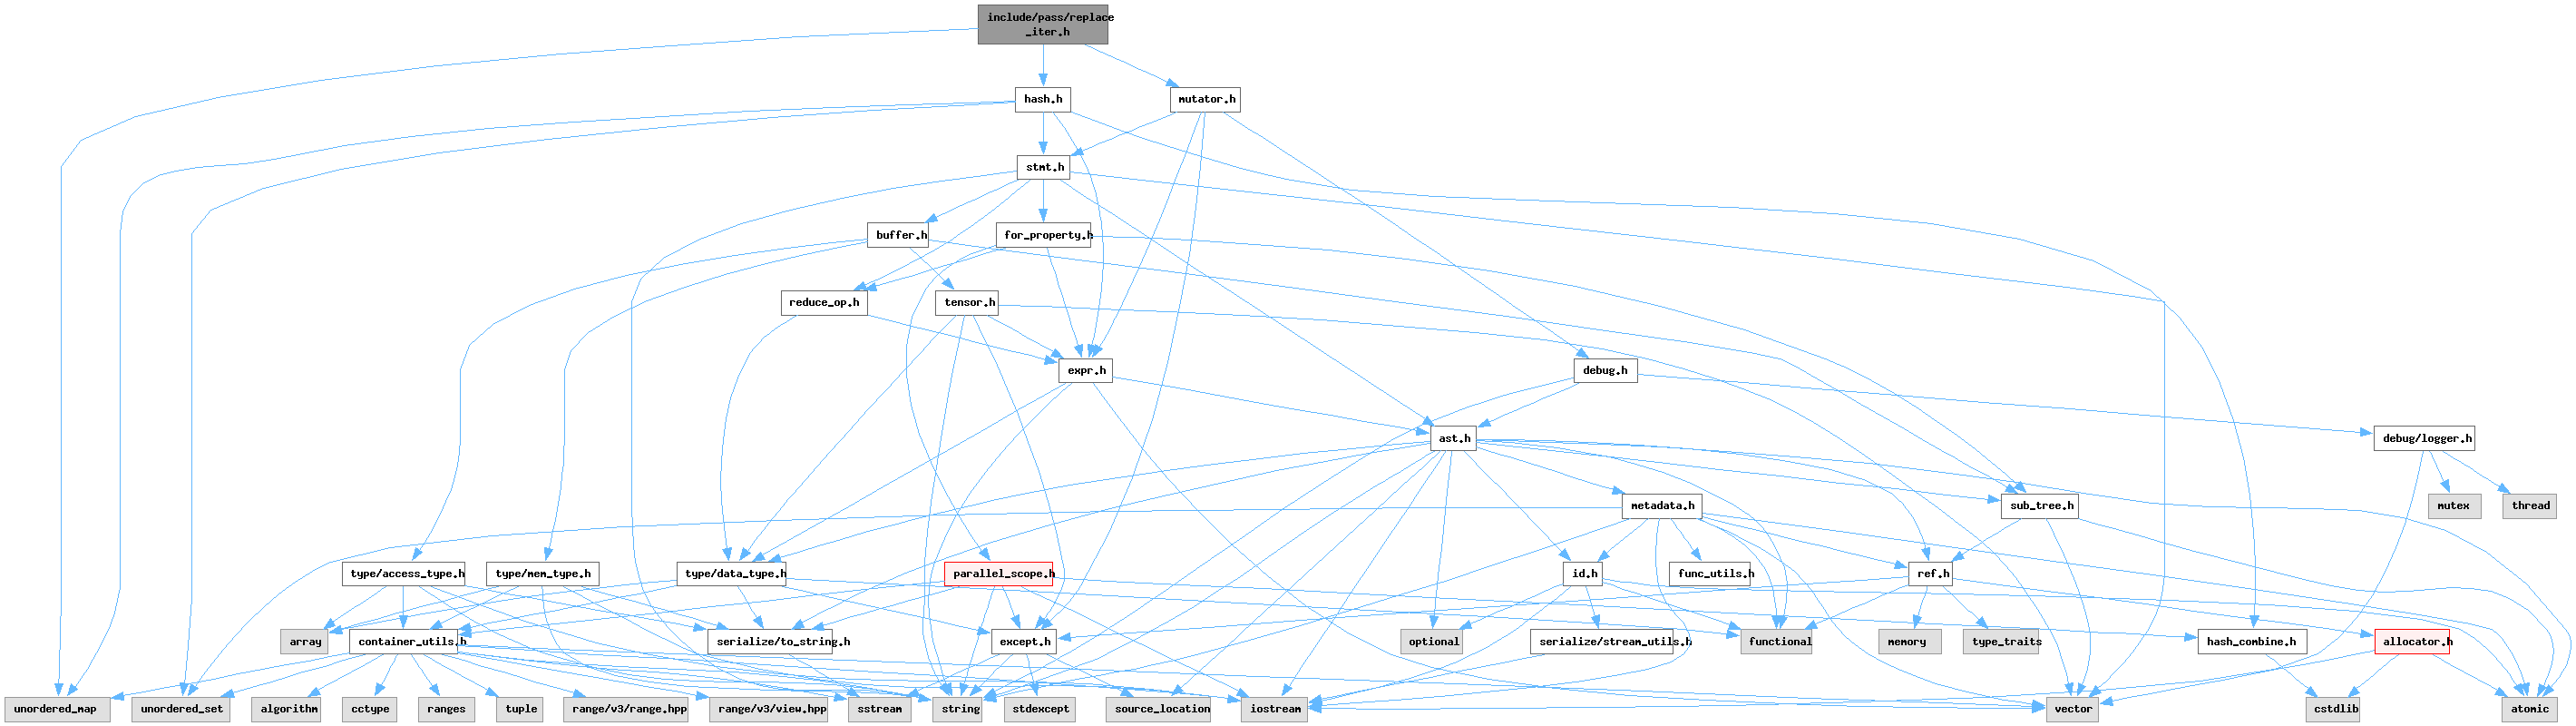 include/pass/replace
_iter.h
hash.h
mutator.h
stmt.h
buffer.h
for_property.h
reduce_op.h
tensor.h
expr.h
debug.h
ast.h
debug/logger.h
metadata.h
sub_tree.h
mutex
thread
type/access_type.h
type/mem_type.h
type/data_type.h
parallel_scope.h
id.h
func_utils.h
ref.h
array
container_utils.h
serialize/to_string.h
except.h
optional
serialize/stream_utils.h
functional
memory
type_traits
hash_combine.h
allocator.h
unordered_map
unordered_set
algorithm
cctype
ranges
tuple
range/v3/range.hpp
range/v3/view.hpp
sstream
string
stdexcept
source_location
iostream
vector
cstdlib
atomic